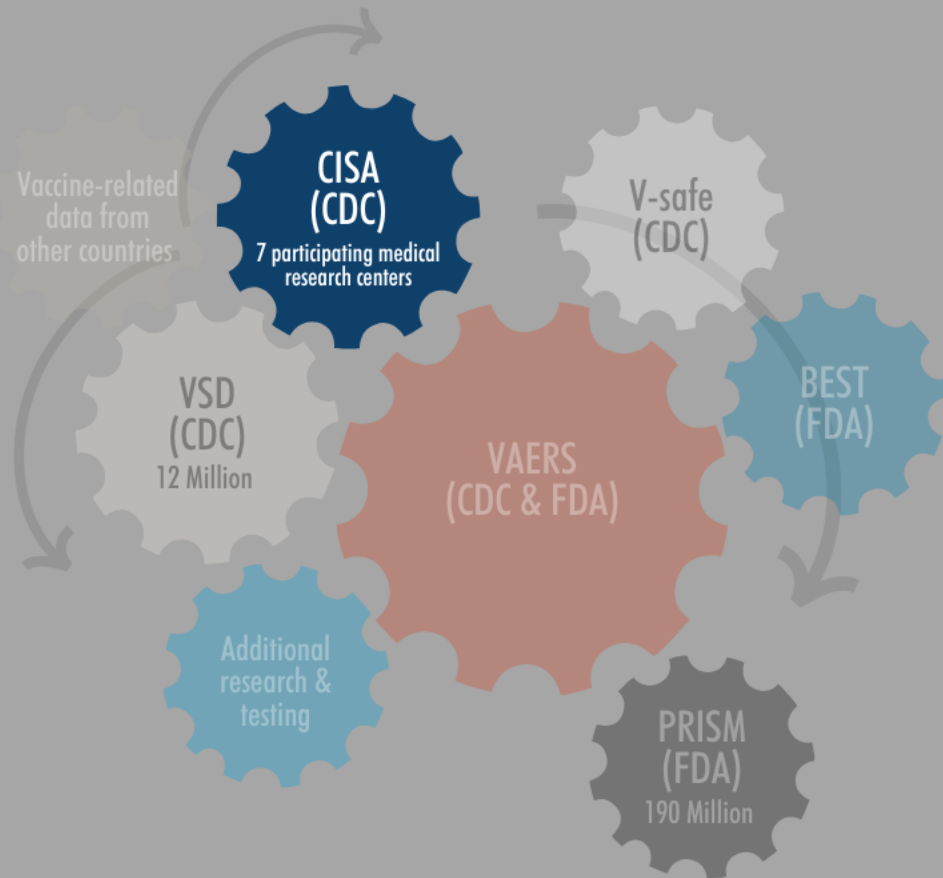 CISA
(CDC)
7 participating medical
research centers
Vaccine-related
data from
other countries
V-safe
(CDC)
BEST
(FDA)
VSD
(CDC)
12 Million
VAERS
(CDC & FDA)
Additional
research &
testing
PRISM
(FDA)
190 Million